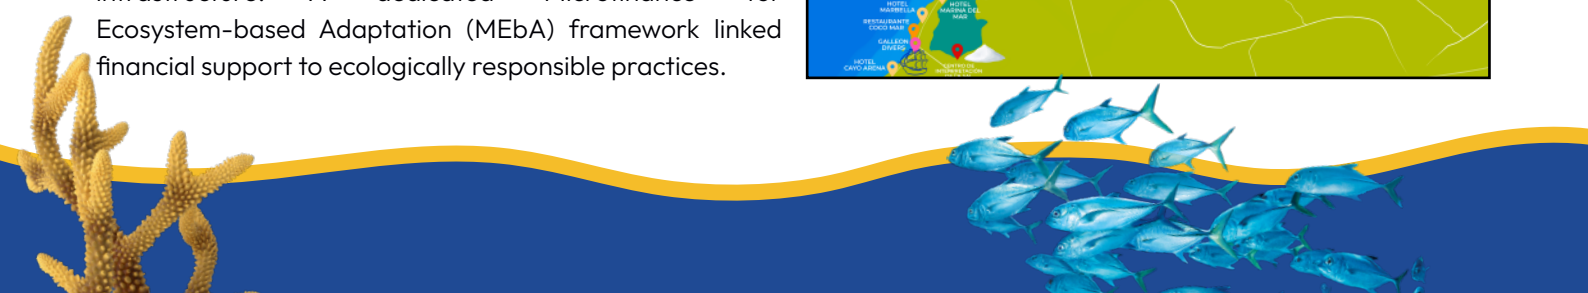 Ecosystem-based Adaptation (MEbA) framework linked
financial support to ecologically responsible practices.
HOTEL
MARBELLA
HOTEL
MARINA DEL
MAR
RESTAURANTE
COCO MAR
GALLEON
DIVERS
HOTEL
CAYO ARENA
CENTRO DE